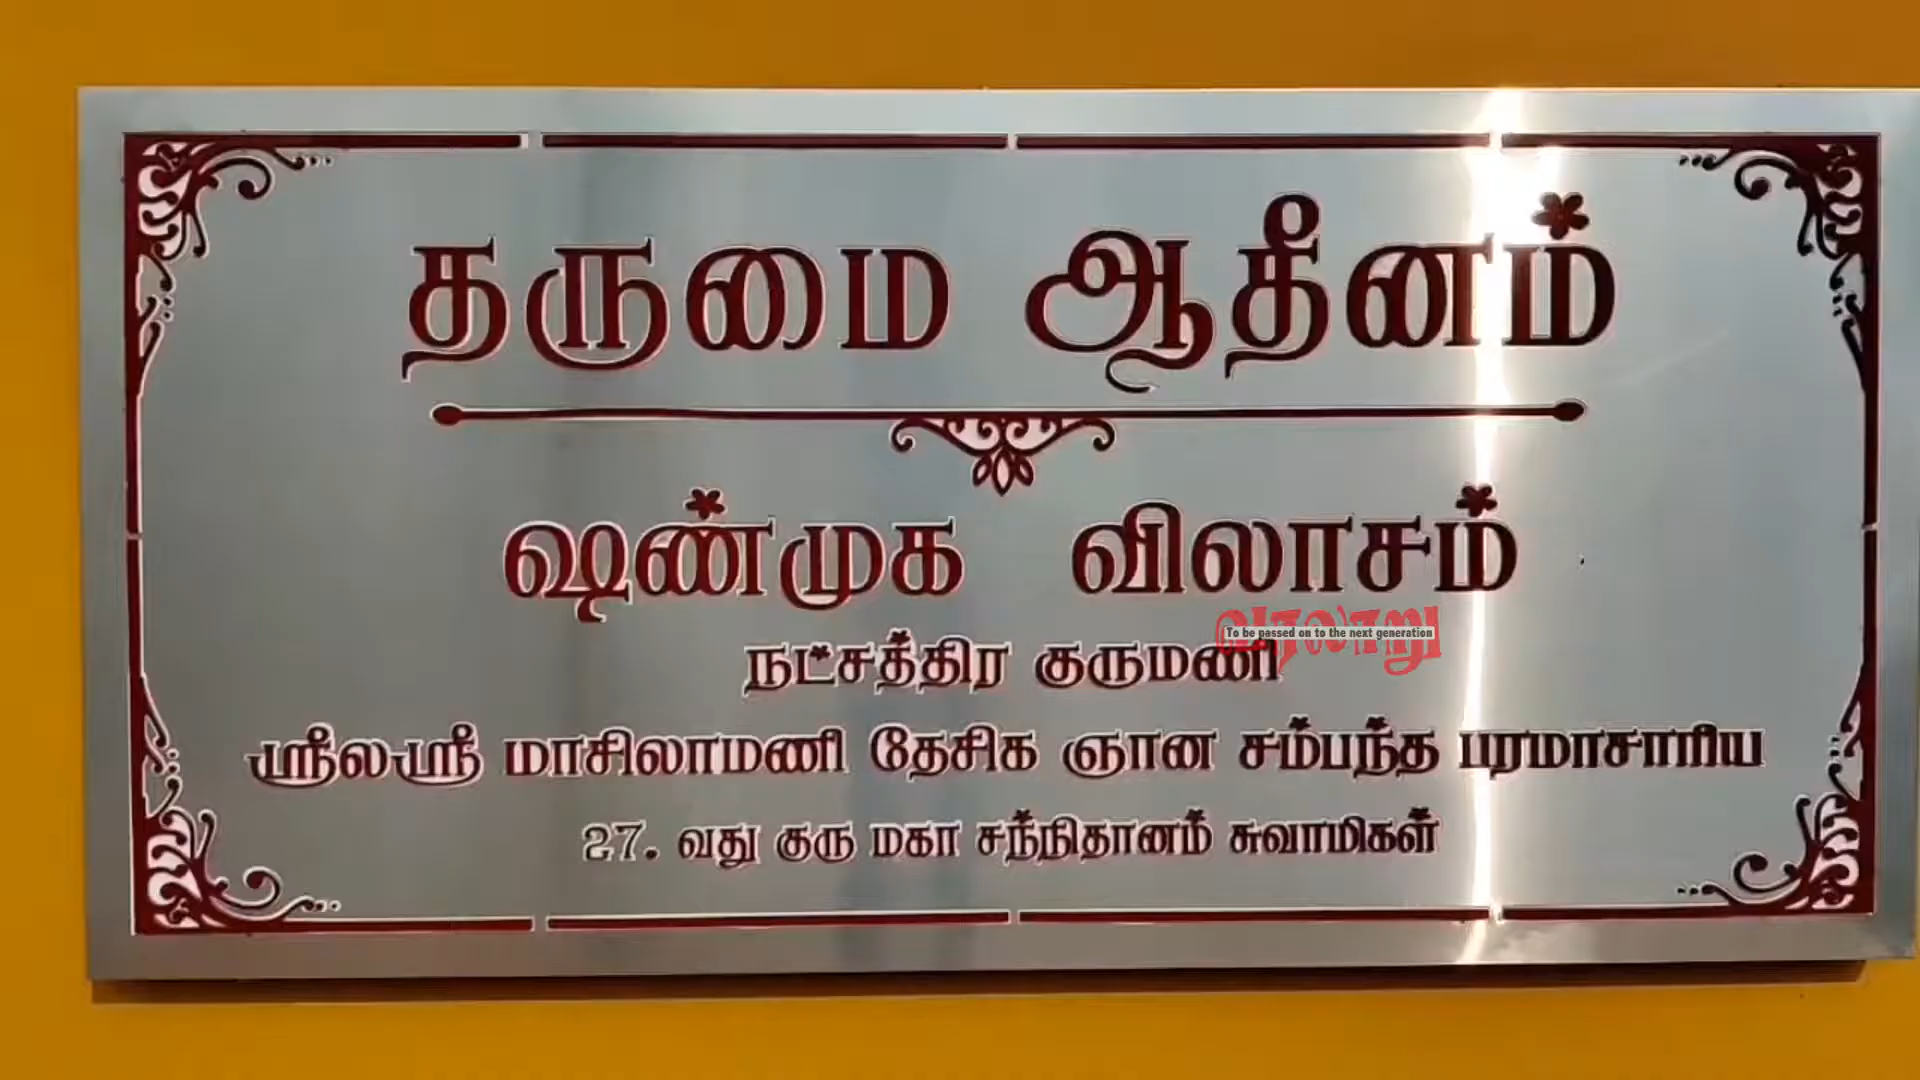 தருமை ஆதீனம்
ஷண்முக விலாசம்
வரலாறு
To be passed on to the next generation
நட்சத்திர குருமணி
ஸ்ரீலஸ்ரீ மாசிலாமணி தேசிக ஞான சம்பந்த பரமாசாரிய
27. வது குரு மகா சந்நிதானம் சுவாமிகள்